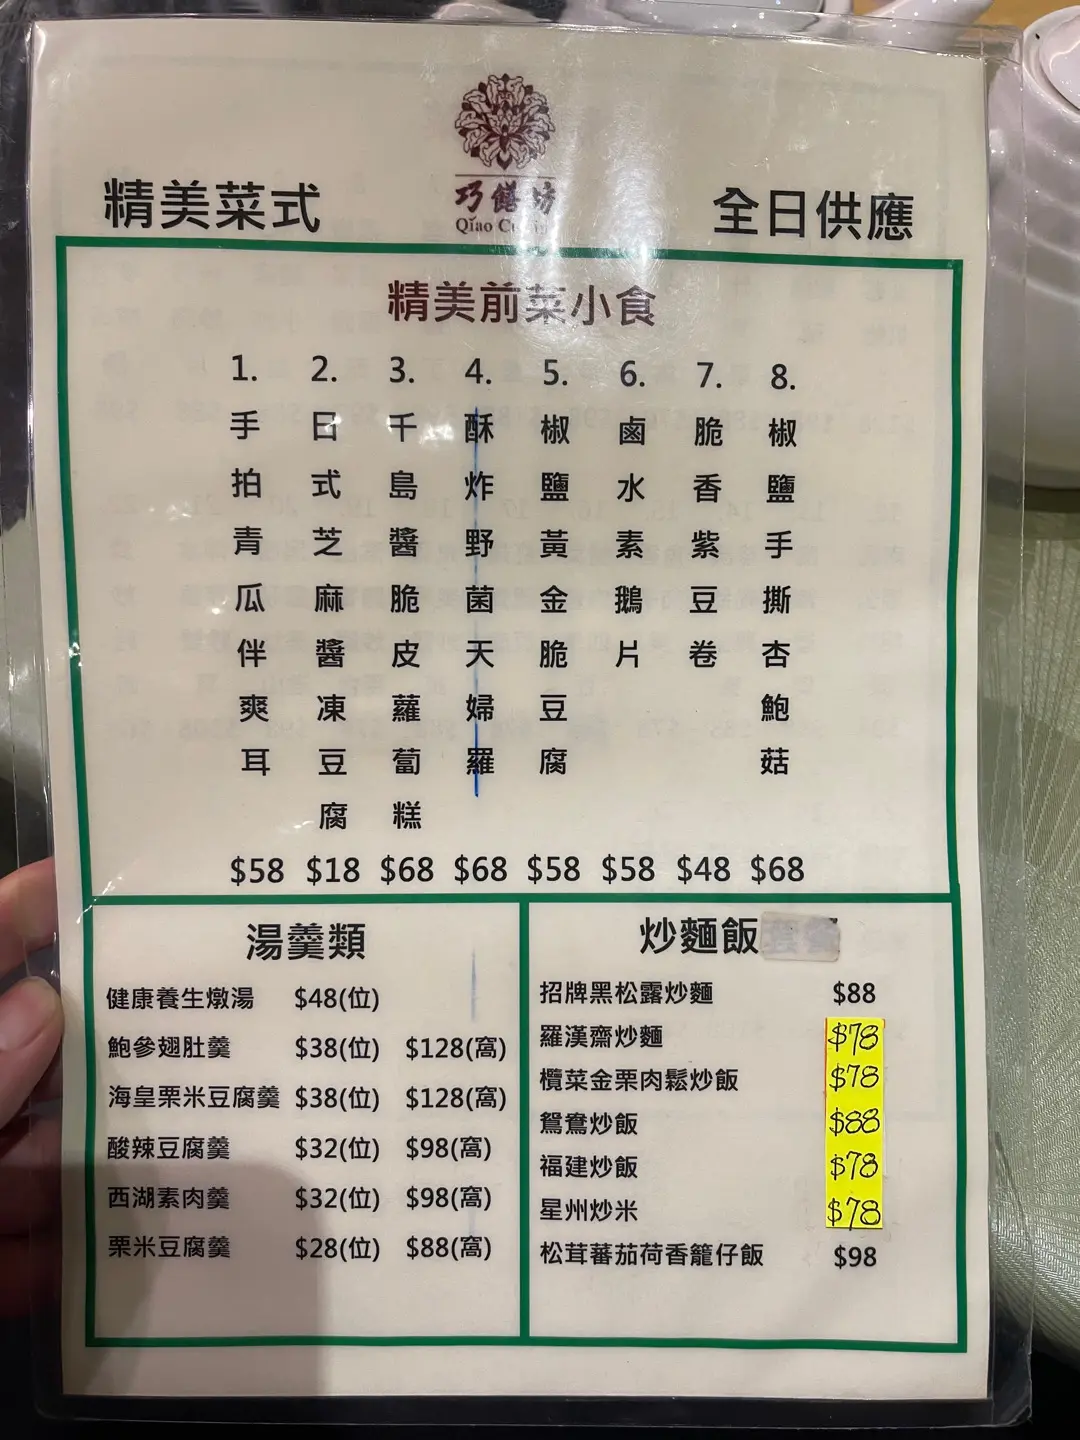 巧饍坊
Qiao Cuisin
精美菜式
全日供應
精美前菜小食
1. 手拍青瓜伴爽耳 $58
2. 日式芝麻醬凍豆腐 $18
3. 千島醬脆皮蘿蔔糕 $68
4. 酥炸野菌天婦羅 $68
5. 椒鹽黃金脆豆腐 $58
6. 鹵水素鵝片 $58
7. 脆香紫豆卷 $48
8. 椒鹽手撕杏鮑菇 $68
湯羹類
健康養生燉湯 $48(位)
鮑參翅肚羹 $38(位) $128(窩)
海皇栗米豆腐羹 $38(位) $128(窩)
酸辣豆腐羹 $32(位) $98(窩)
西湖素肉羹 $32(位) $98(窩)
栗米豆腐羹 $28(位) $88(窩)
炒麵飯
招牌黑松露炒麵 $88
羅漢齋炒麵 $78
欖菜金栗肉鬆炒飯 $78
鴛鴦炒飯 $88
福建炒飯 $78
星州炒米 $78
松茸蕃茄荷香籠仔飯 $98